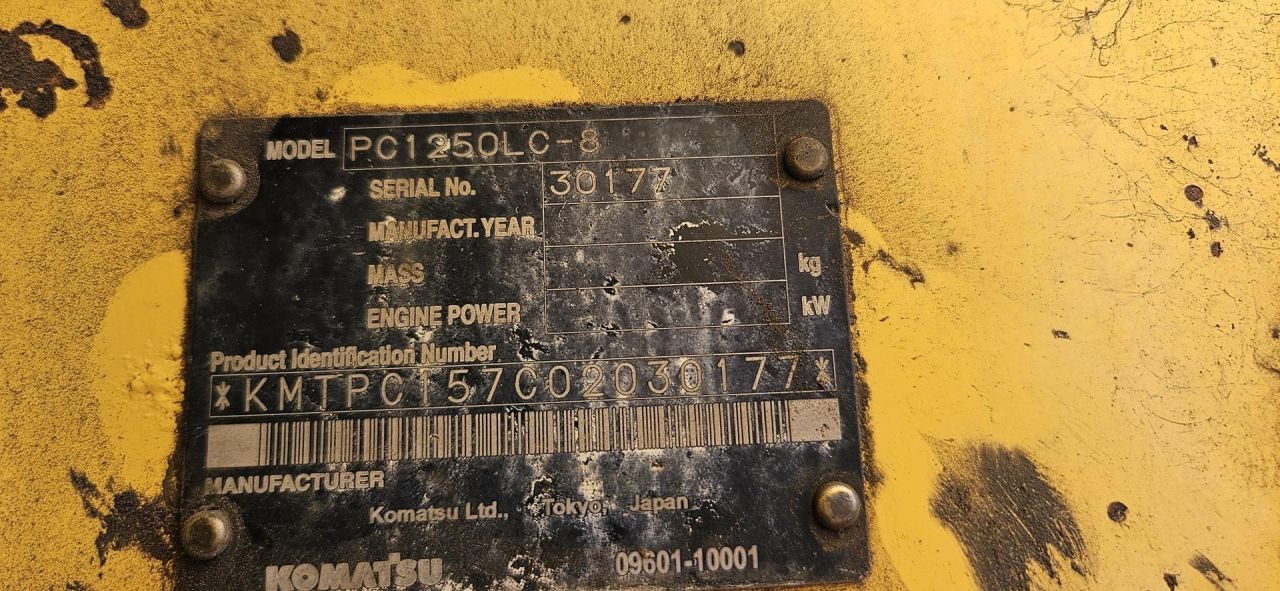 MODEL PC1250LC-8
SERIAL No. 30177
MANUFACT. YEAR
MASS kg
ENGINE POWER kW
Product Identification Number
*KMTPC157C02030177*
MANUFACTURER
Komatsu Ltd., Tokyo, Japan
KOMATSU 09601-10001